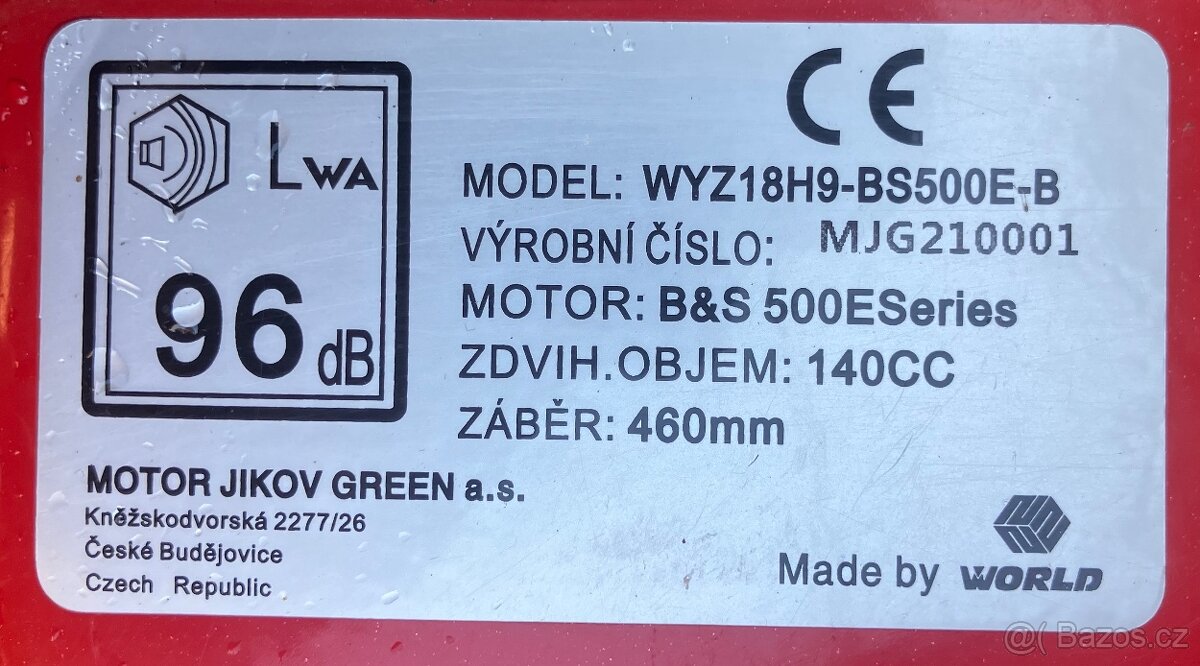 CE
LWA
96 dB
MODEL: WYZ18H9-BS500E-B
VÝROBNÍ ČÍSLO: MJG210001
MOTOR: B&S 500ESeries
ZDVIH.OBJEM: 140CC
ZÁBĚR: 460mm
MOTOR JIKOV GREEN a.s.
Kněžskodvorská 2277/26
České Budějovice
Czech Republic
Made by WORLD
@( Bazos.cz